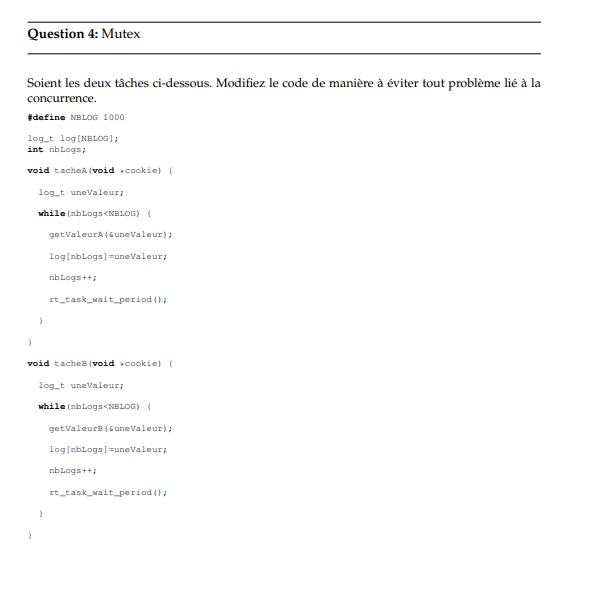 Question 4: Mutex
Soient les deux tâches ci-dessous. Modifiez le code de manière à éviter tout problème lié à la
concurrence.
#define NBLOG 1000
log_t log[NBLOG];
int nbLogs;
void tacheA(void *cookie) {
log_t uneValeur;
while(nbLogs<NBLOG) {
getValeurA(&uneValeur);
log[nbLogs]=uneValeur;
nbLogs++;
rt_task_wait_period();
}
}
void tacheB(void *cookie) {
log_t uneValeur;
while(nbLogs<NBLOG) {
getValeurB(&uneValeur);
log[nbLogs]=uneValeur;
nbLogs++;
rt_task_wait_period();
}
}